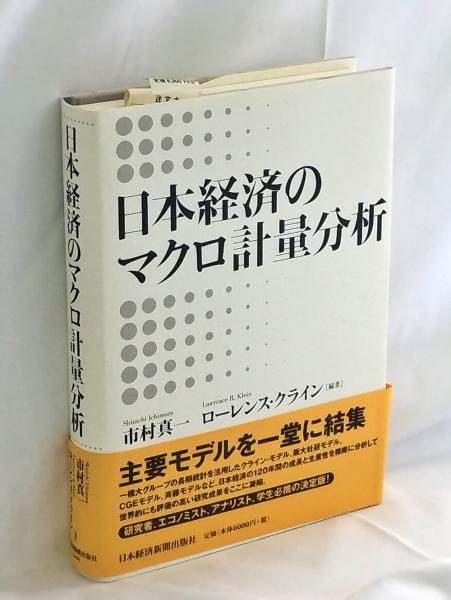 日本経済の
マクロ計量分析
Shinichi Ichimura
市村真一
Lawrence R. Klein
ローレンス・クライン[編著]
主要モデルを一堂に結集
一橋大グループの長期統計を活用したクライン・モデル、阪大社研モデル、
CGEモデル、斉藤モデルなど、日本経済の120年間の成長と生産性を精緻に分析して
世界的にも評価の高い研究成果をここに凝縮。
研究者、エコノミスト、アナリスト、学生必携の決定版!
日本経済新聞出版社
定価(本体6000円+税)
日本経済のマクロ計量分析
市村真一